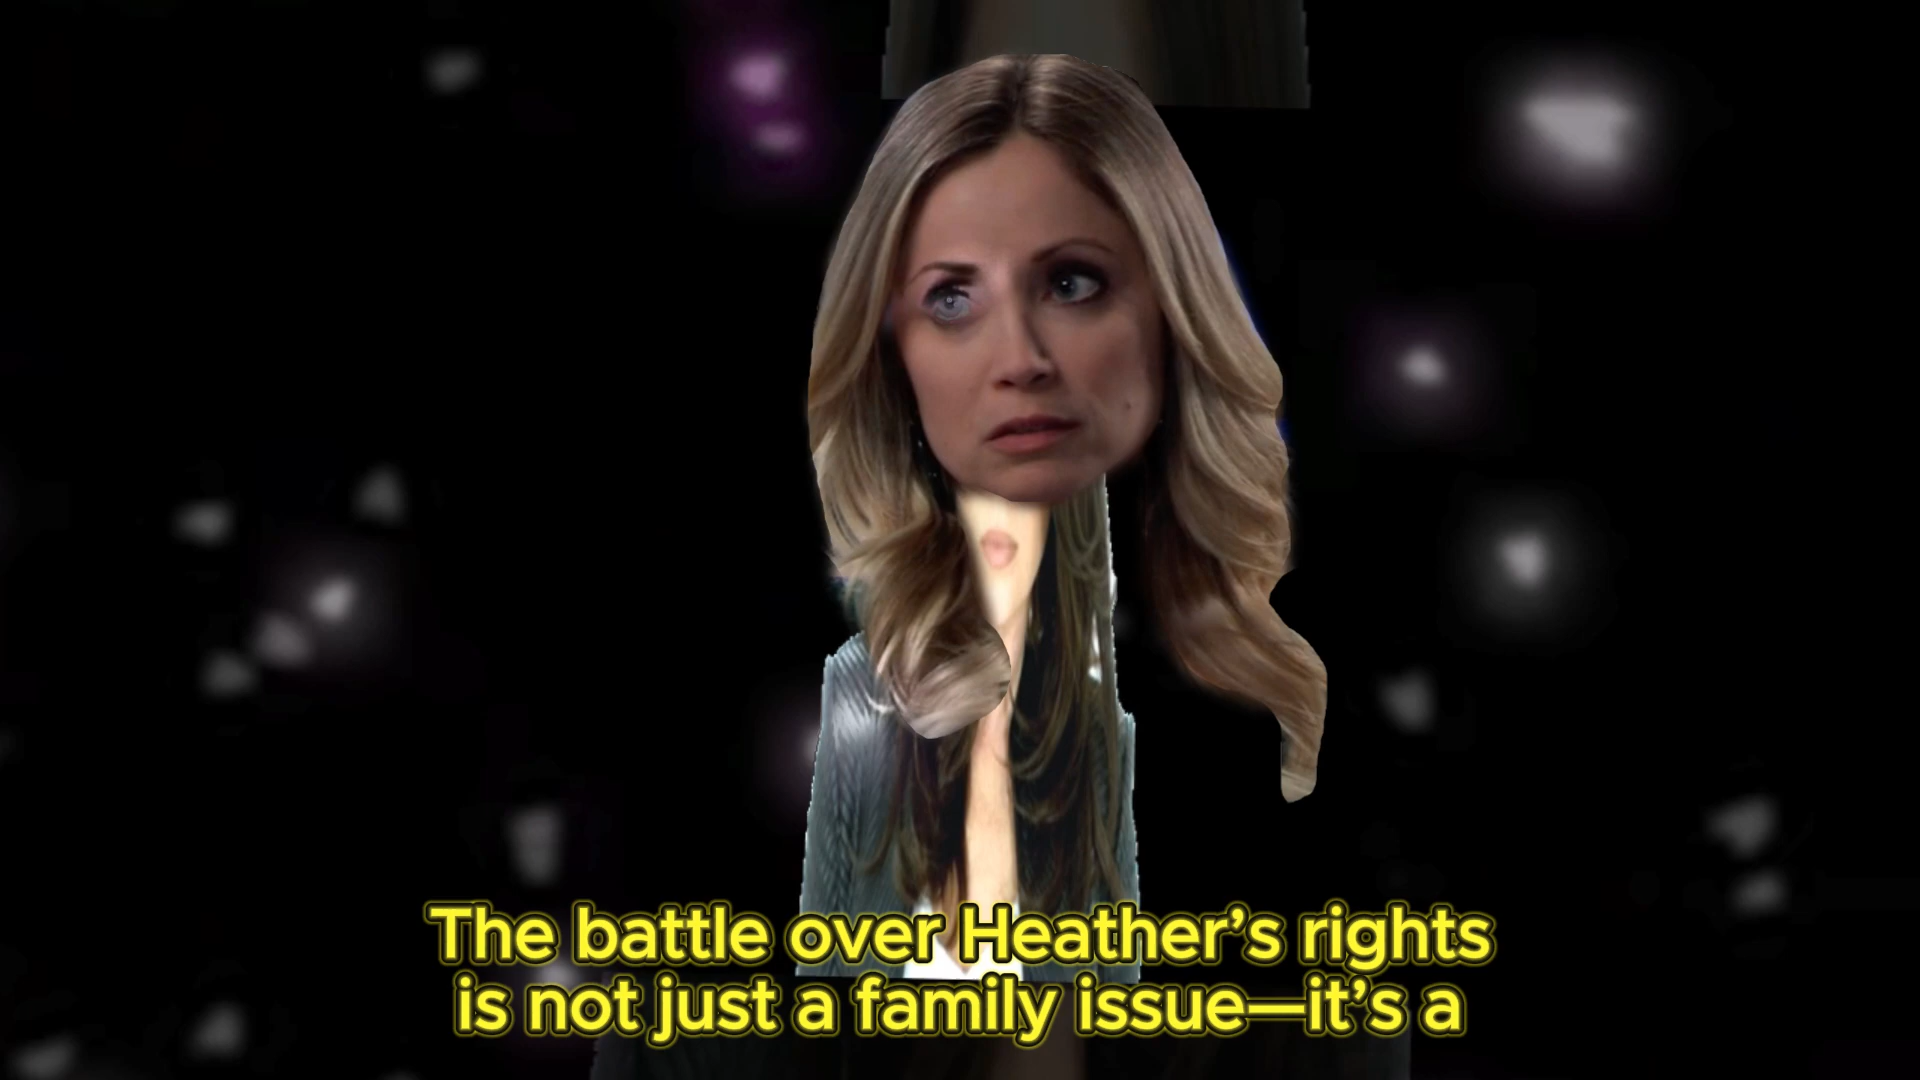 The battle over Heather’s rights
is not just a family issue—it’s a